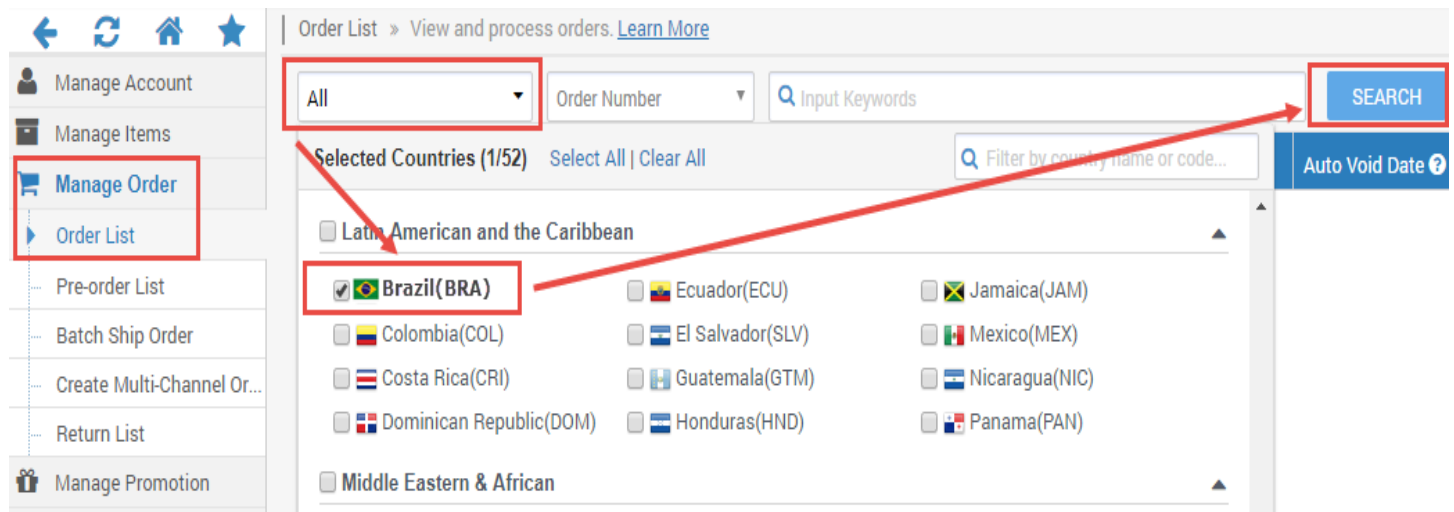 Order List » View and process orders. Learn More
Manage Account
Manage Items
Manage Order
Order List
Pre-order List
Batch Ship Order
Create Multi-Channel Or...
Return List
Manage Promotion
All
Order Number
Input Keywords
SEARCH
Selected Countries (1/52) Select All | Clear All
Filter by country name or code...
Auto Void Date ?
Latin American and the Caribbean
Brazil(BRA) Ecuador(ECU) Jamaica(JAM)
Colombia(COL) El Salvador(SLV) Mexico(MEX)
Costa Rica(CRI) Guatemala(GTM) Nicaragua(NIC)
Dominican Republic(DOM) Honduras(HND) Panama(PAN)
Middle Eastern & African